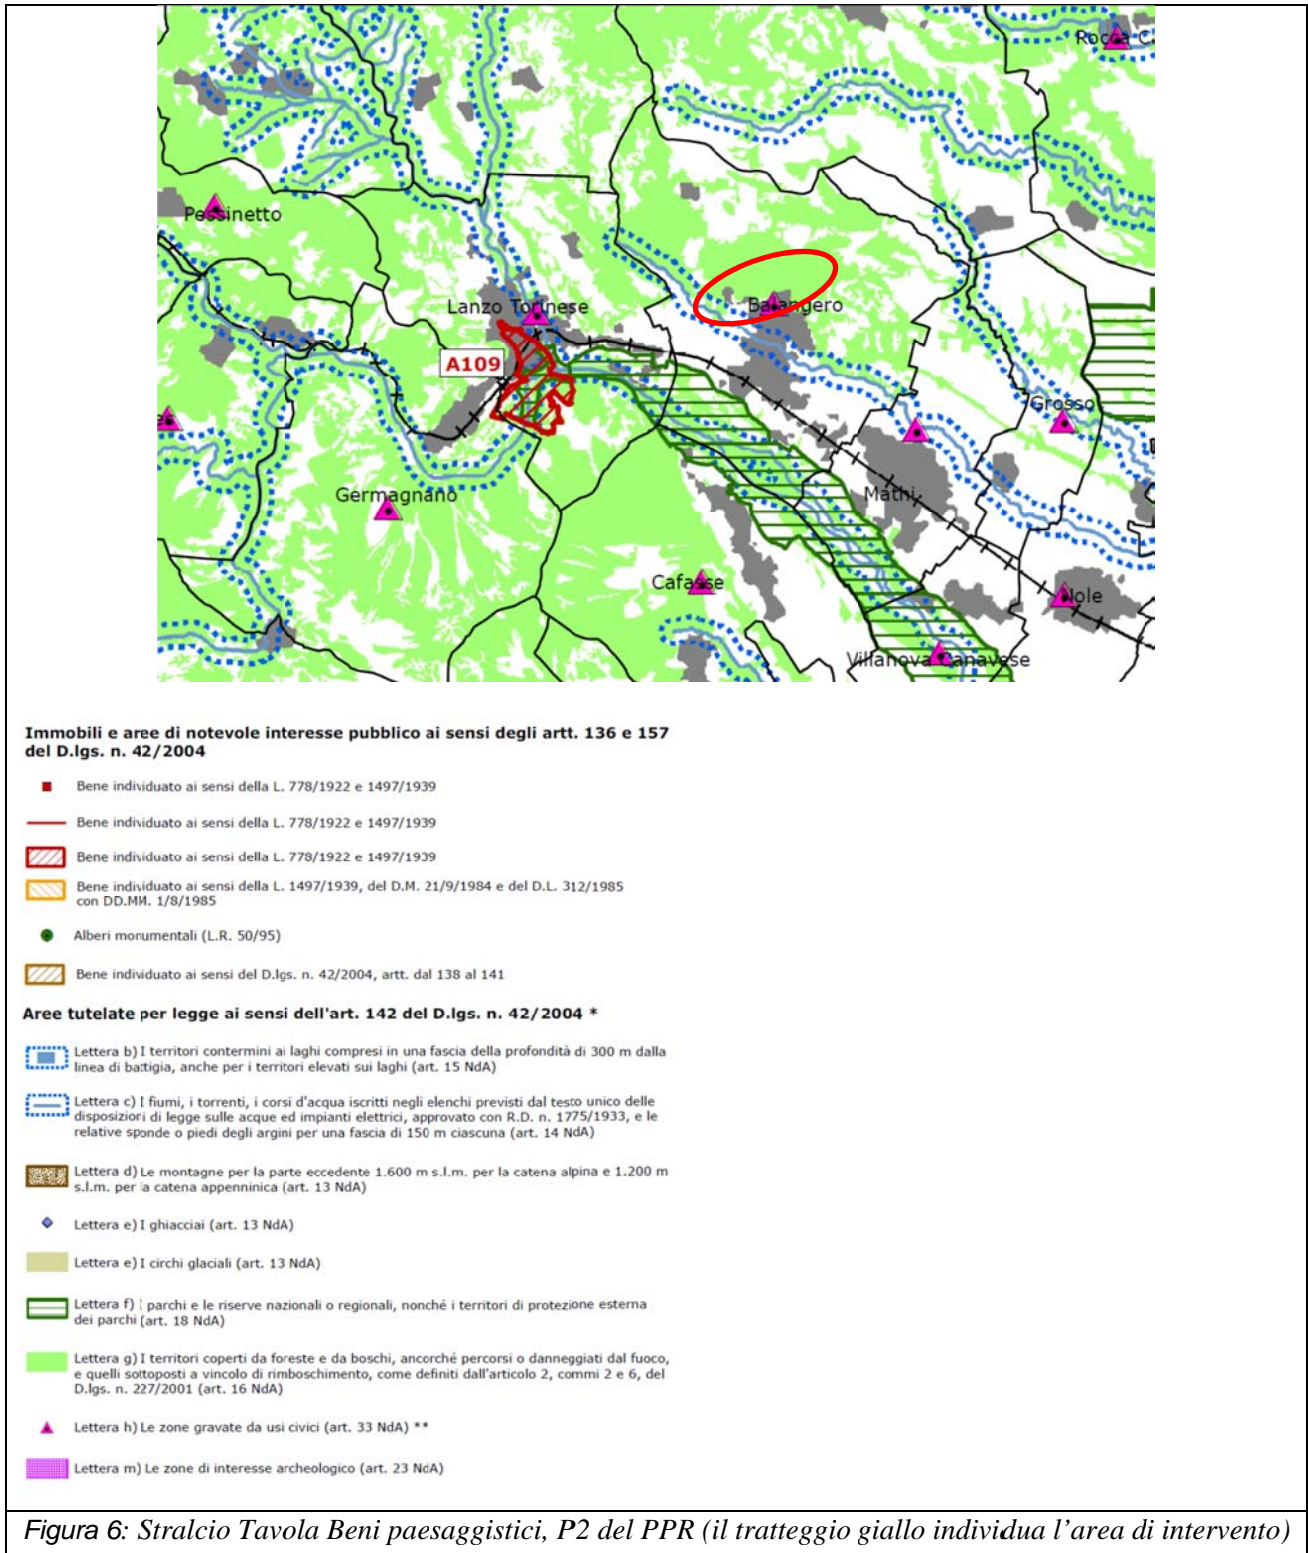 Rocca C.
Pessinetto
Lanzo Torinese
Balangero
A109
Grosso
Germagnano
Mathi
Cafasse
Nole
Villanova Canavese
Immobili e aree di notevole interesse pubblico ai sensi degli artt. 136 e 157
del D.lgs. n. 42/2004
Bene individuato ai sensi della L. 778/1922 e 1497/1939
Bene individuato ai sensi della L. 778/1922 e 1497/1939
Bene individuato ai sensi della L. 778/1922 e 1497/1939
Bene individuato ai sensi della L. 1497/1939, del D.M. 21/9/1984 e del D.L. 312/1985
con DD.MM. 1/8/1985
Alberi monumentali (L.R. 50/95)
Bene individuato ai sensi del D.lgs. n. 42/2004, artt. dal 138 al 141
Aree tutelate per legge ai sensi dell'art. 142 del D.lgs. n. 42/2004 *
Lettera b) I territori contermini ai laghi compresi in una fascia della profondità di 300 m dalla
linea di battigia, anche per i territori elevati sui laghi (art. 15 NdA)
Lettera c) I fiumi, i torrenti, i corsi d'acqua iscritti negli elenchi previsti dal testo unico delle
disposizioni di legge sulle acque ed impianti elettrici, approvato con R.D. n. 1775/1933, e le
relative sponde o piedi degli argini per una fascia di 150 m ciascuna (art. 14 NdA)
Lettera d) Le montagne per la parte eccedente 1.600 m s.l.m. per la catena alpina e 1.200 m
s.l.m. per la catena appenninica (art. 13 NdA)
Lettera e) I ghiacciai (art. 13 NdA)
Lettera e) I circhi glaciali (art. 13 NdA)
Lettera f) I parchi e le riserve nazionali o regionali, nonché i territori di protezione esterna
dei parchi (art. 18 NdA)
Lettera g) I territori coperti da foreste e da boschi, ancorché percorsi o danneggiati dal fuoco,
e quelli sottoposti a vincolo di rimboschimento, come definiti dall'articolo 2, commi 2 e 6, del
D.lgs. n. 227/2001 (art. 16 NdA)
Lettera h) Le zone gravate da usi civici (art. 33 NdA) **
Lettera m) Le zone di interesse archeologico (art. 23 NdA)
Figura 6: Stralcio Tavola Beni paesaggistici, P2 del PPR (il tratteggio giallo individua l'area di intervento)